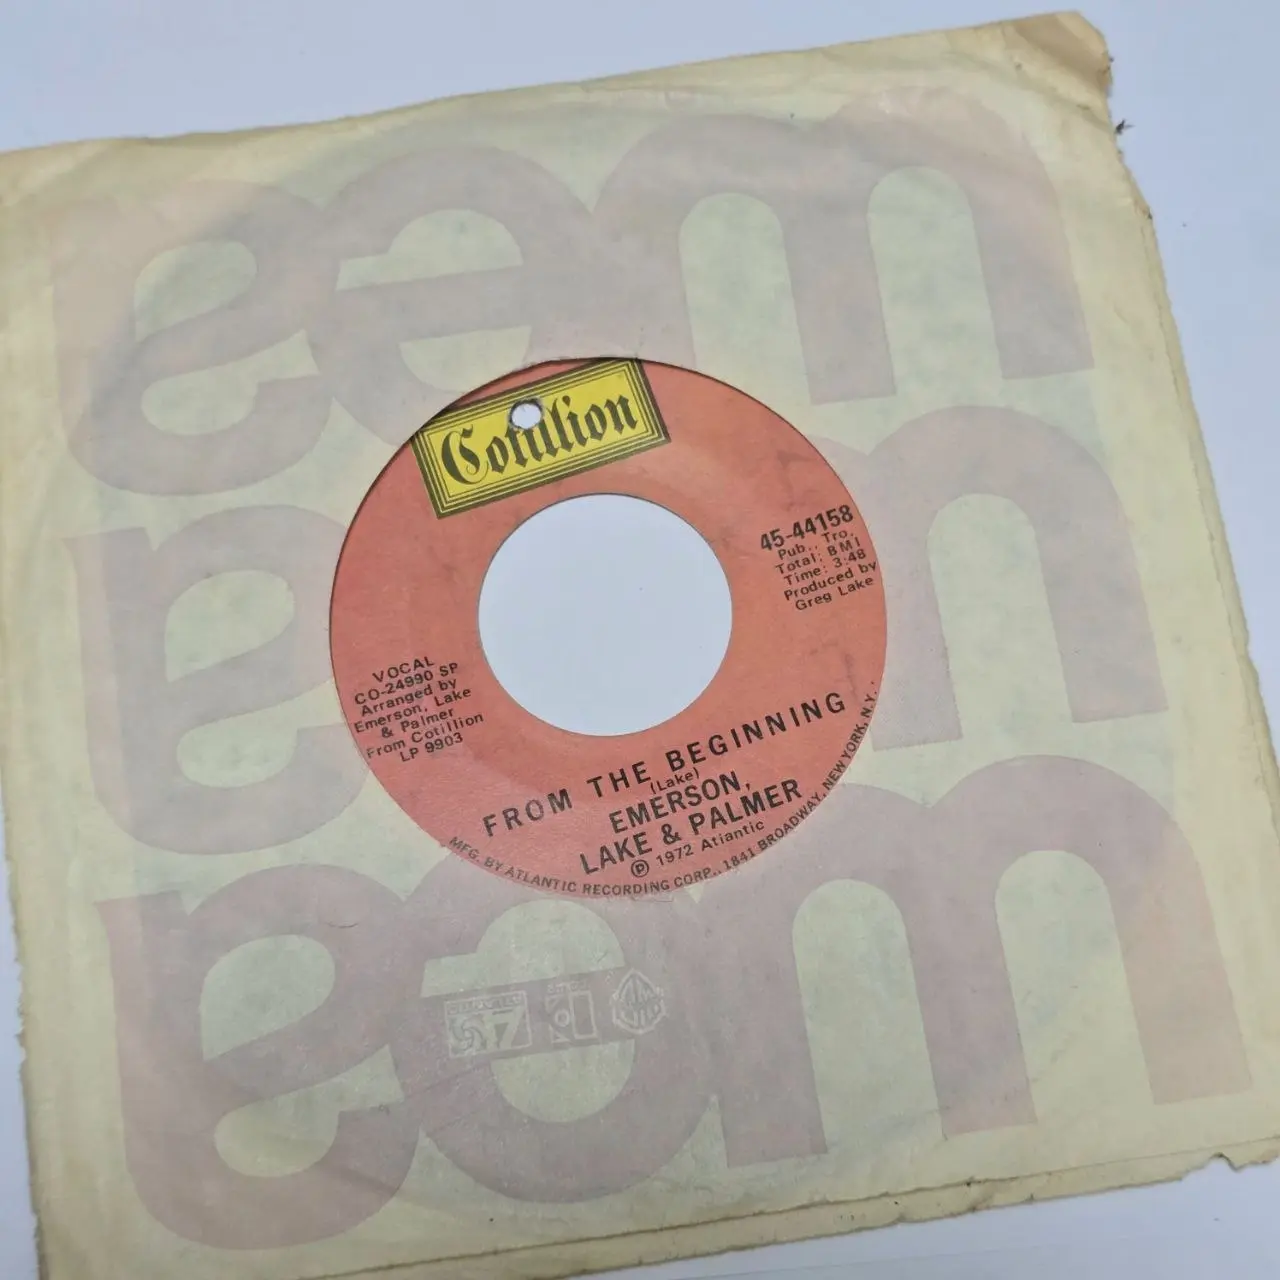 Cotillion
45-44158
Pub., Tro.
Total: BMI
Time: 3:48
Produced by
Greg Lake
VOCAL
CO-24990 SP
Arranged by
Emerson, Lake
& Palmer
From Cotillion
LP 9903
FROM THE BEGINNING
(Lake)
EMERSON,
LAKE & PALMER
℗ 1972 Atlantic
MFG. BY ATLANTIC RECORDING CORP., 1841 BROADWAY, NEW YORK, N.Y.